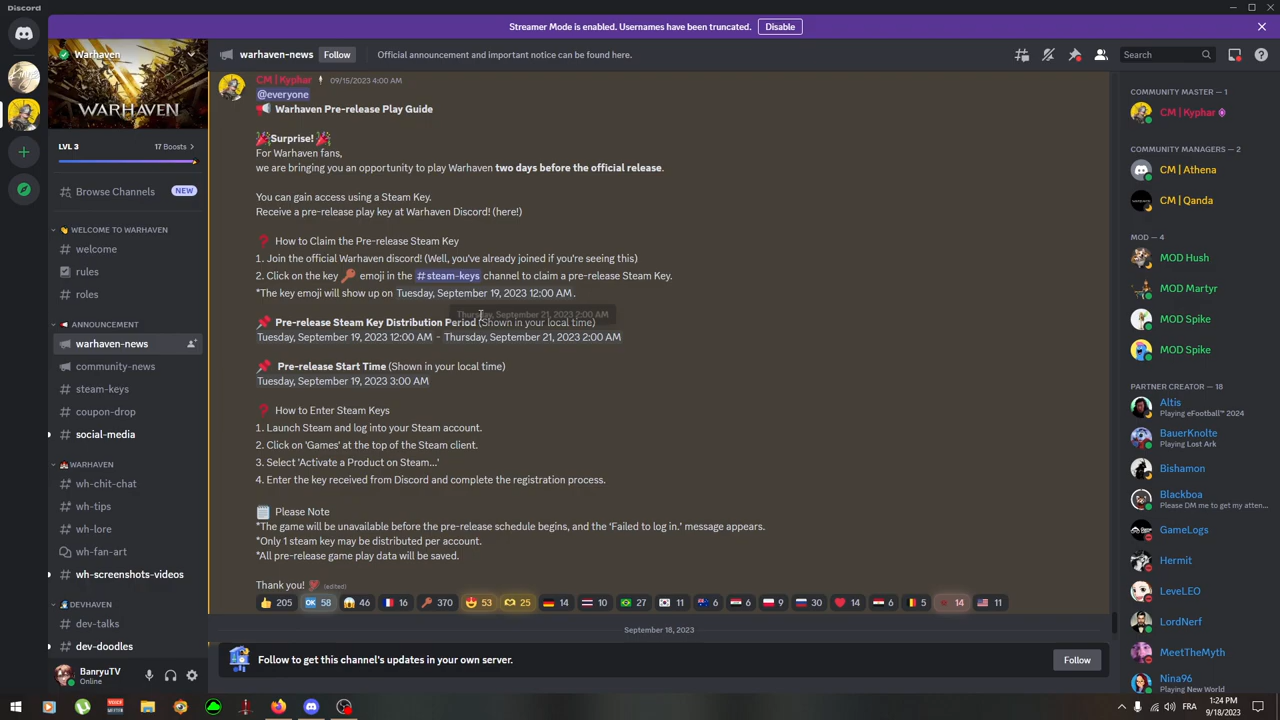 Discord
Streamer Mode is enabled. Usernames have been truncated.
Disable
Warhaven
WARHAVEN
LVL 3
17 Boosts
Browse Channels
NEW
WELCOME TO WARHAVEN
welcome
rules
roles
ANNOUNCEMENT
warhaven-news
community-news
steam-keys
coupon-drop
social-media
WARHAVEN
wh-chit-chat
wh-tips
wh-lore
wh-fan-art
wh-screenshots-videos
DEVHAVEN
dev-talks
dev-doodles
BanryuTV
Online
warhaven-news
Follow
Official announcement and important notice can be found here.
Search
CM | Kyphar 09/15/2023 4:00 AM
@everyone
Warhaven Pre-release Play Guide
Surprise!
For Warhaven fans,
we are bringing you an opportunity to play Warhaven two days before the official release.
You can gain access using a Steam Key.
Receive a pre-release play key at Warhaven Discord! (here!)
How to Claim the Pre-release Steam Key
1. Join the official Warhaven discord! (Well, you've already joined if you're seeing this)
2. Click on the key emoji in the #steam-keys channel to claim a pre-release Steam Key.
*The key emoji will show up on Tuesday, September 19, 2023 12:00 AM.
Thursday, September 21, 2023 2:00 AM
Pre-release Steam Key Distribution Period (Shown in your local time)
Tuesday, September 19, 2023 12:00 AM - Thursday, September 21, 2023 2:00 AM
Pre-release Start Time (Shown in your local time)
Tuesday, September 19, 2023 3:00 AM
How to Enter Steam Keys
1. Launch Steam and log into your Steam account.
2. Click on 'Games' at the top of the Steam client.
3. Select 'Activate a Product on Steam...'
4. Enter the key received from Discord and complete the registration process.
Please Note
*The game will be unavailable before the pre-release schedule begins, and the 'Failed to log in.' message appears.
*Only 1 steam key may be distributed per account.
*All pre-release game play data will be saved.
Thank you! (edited)
205 OK 58 46 16 370 53 25 14 10 27 11 6 6 9 30 14 6 5 14 11
September 18, 2023
Follow to get this channel's updates in your own server.
Follow
COMMUNITY MASTER — 1
CM | Kyphar
COMMUNITY MANAGERS — 2
CM | Athena
CM | Qanda
MOD — 4
MOD Hush
MOD Martyr
MOD Spike
MOD Spike
PARTNER CREATOR — 18
Altis
Playing eFootball™ 2024
BauerKnolte
Playing Lost Ark
Bishamon
Blackboa
Please DM me to get my atten...
GameLogs
Hermit
LeveLEO
LordNerf
MeetTheMyth
Nina96
Playing New World
FRA
1:24 PM
9/18/2023